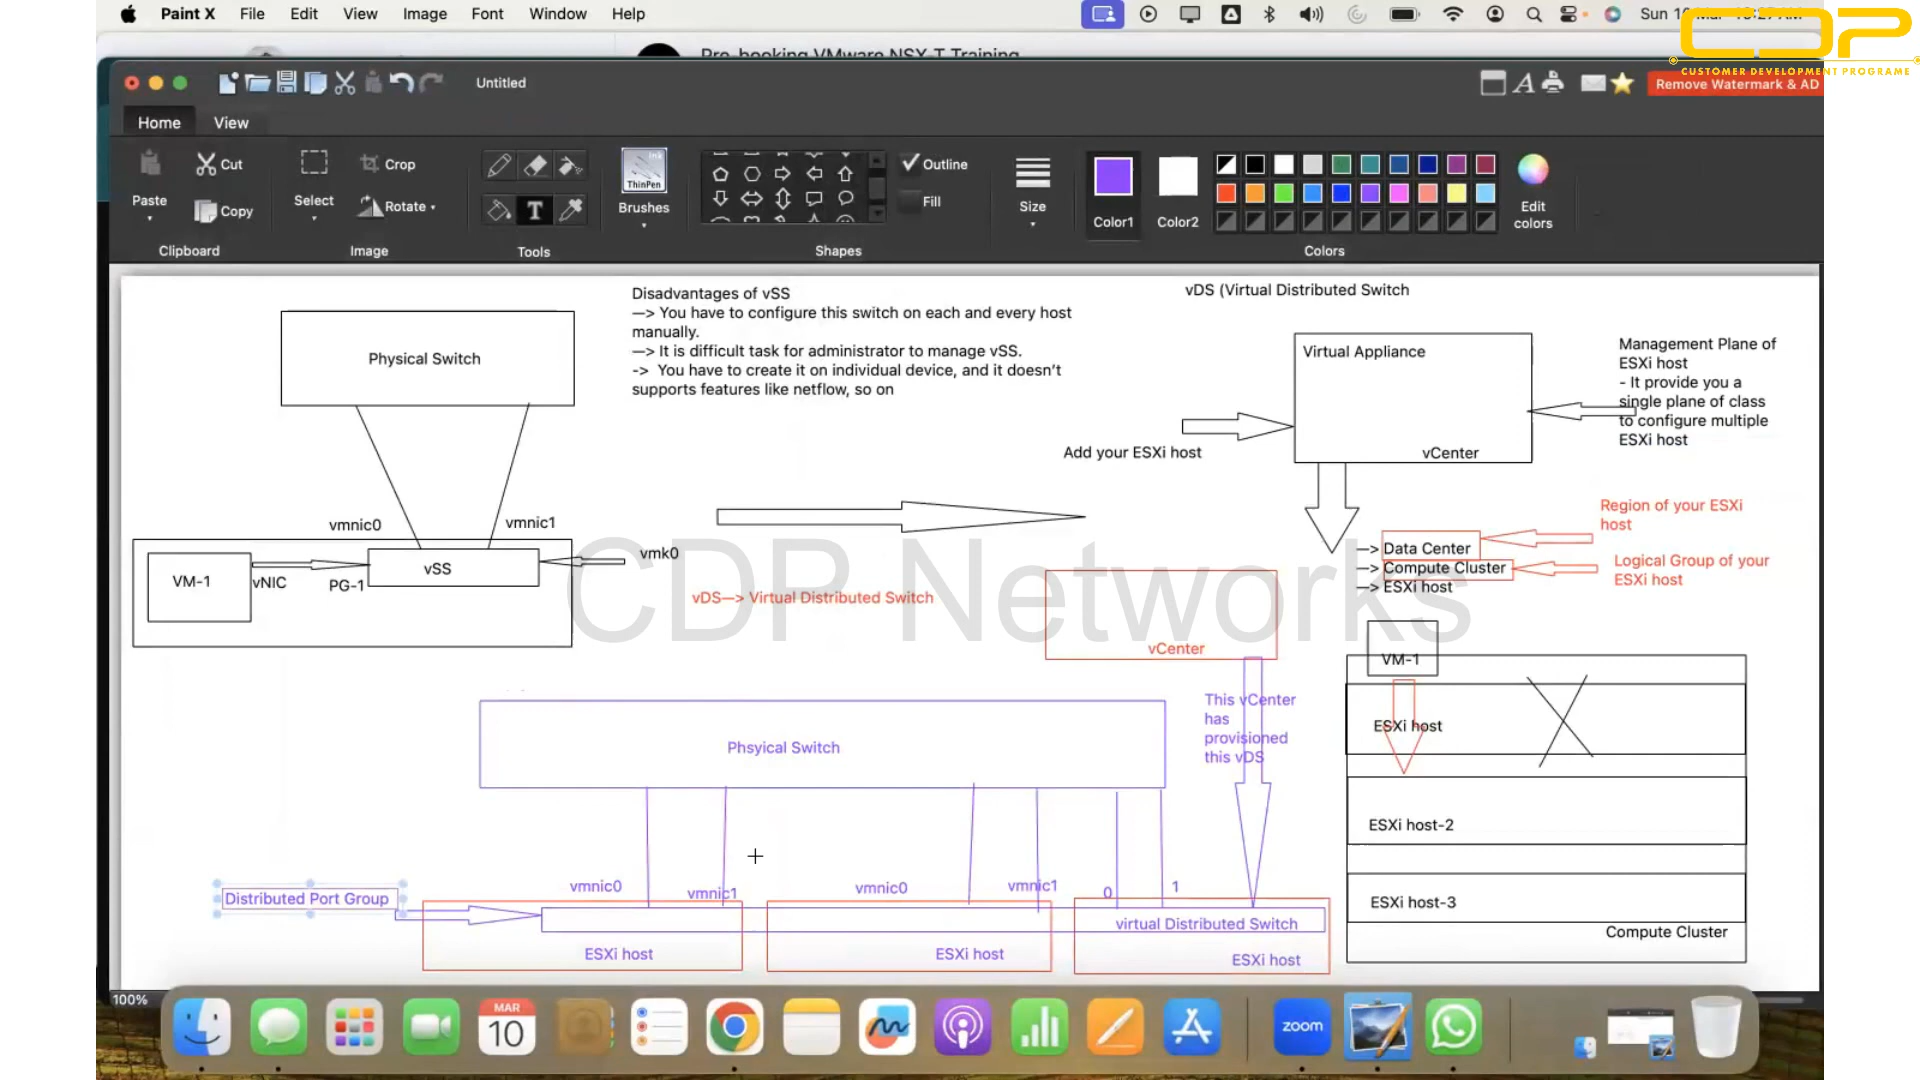 Paint X File Edit View Image Font Window Help
Pre-booking VMware NSX-T Training
CDP
CUSTOMER DEVELOPMENT PROGRAME
Untitled
Remove Watermark & AD
Home View
Paste
Cut
Copy
Clipboard
Select
Crop
Rotate
Image
T
Tools
Ink
ThinPen
Brushes
Outline
Fill
Shapes
Size
Color1
Color2
Colors
Edit
colors
Physical Switch
Disadvantages of vSS
—> You have to configure this switch on each and every host
manually.
—> It is difficult task for administrator to manage vSS.
-> You have to create it on individual device, and it doesn't
supports features like netflow, so on
vDS (Virtual Distributed Switch
Virtual Appliance
vCenter
Management Plane of
ESXi host
- It provide you a
single plane of class
to configure multiple
ESXi host
Add your ESXi host
vmnic0
vmnic1
VM-1
vNIC
PG-1
vSS
vmk0
CDP Networks
vDS—> Virtual Distributed Switch
—> Data Center
—> Compute Cluster
—> ESXi host
Region of your ESXi
host
Logical Group of your
ESXi host
vCenter
This vCenter
has
provisioned
this vDS
VM-1
ESXi host
ESXi host-2
ESXi host-3
Compute Cluster
Phsyical Switch
vmnic0
vmnic1
vmnic0
vmnic1
0
1
Distributed Port Group
virtual Distributed Switch
ESXi host
ESXi host
ESXi host
100%
MAR
10
zoom